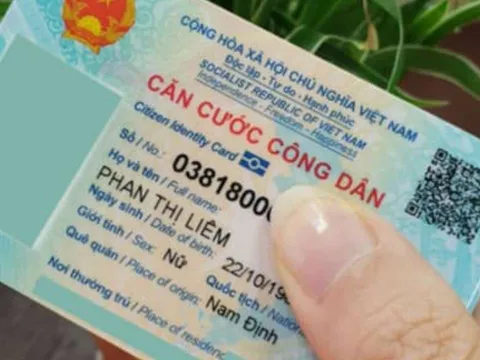 CỘNG HÒA XÃ HỘI CHỦ NGHĨA VIỆT NAM
Độc lập - Tự do - Hạnh phúc
SOCIALIST REPUBLIC OF VIET NAM
Independence - Freedom - Happiness
CĂN CƯỚC CÔNG DÂN
Citizen Identity Card
Số / No.: 03818000
Họ và tên / Full name:
PHAN THỊ LIÊM
Ngày sinh / Date of birth: 22/10/19
Giới tính / Sex: Nữ Quốc tịch /
Quê quán / Place of origin:
Nam Định
Nơi thường trú / Place of